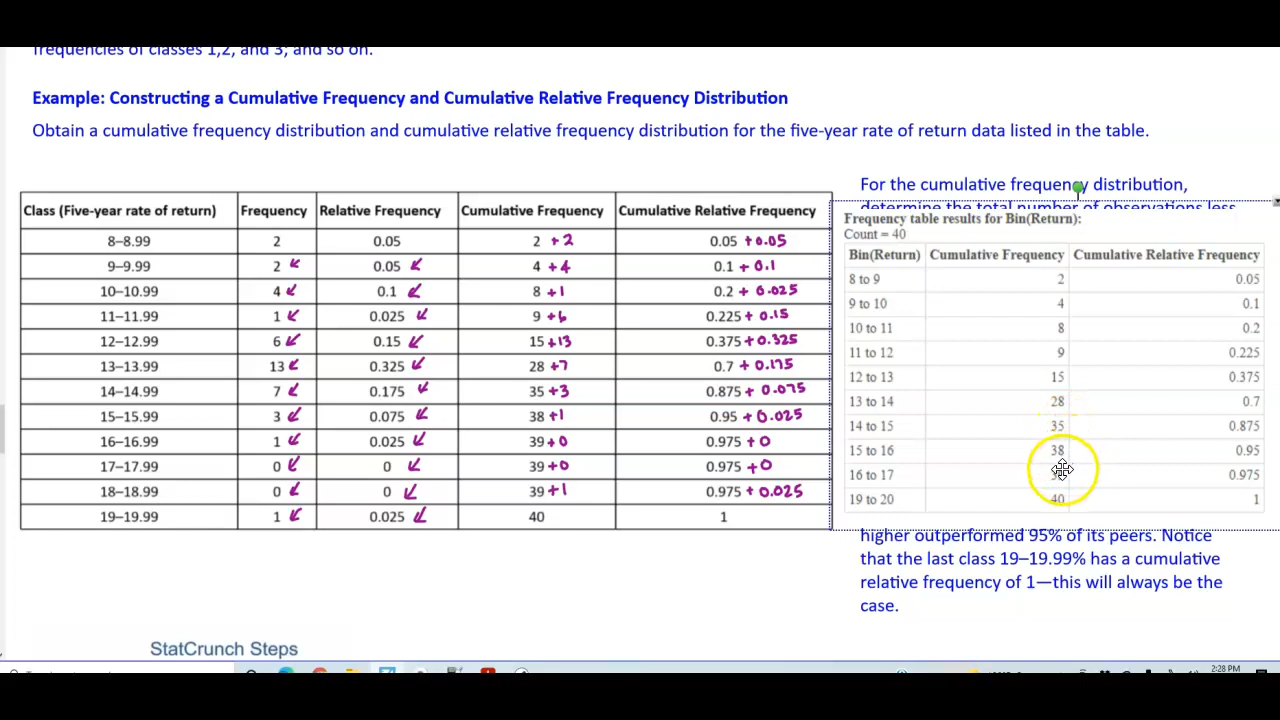 frequencies of classes 1,2, and 3; and so on.
Example: Constructing a Cumulative Frequency and Cumulative Relative Frequency Distribution
Obtain a cumulative frequency distribution and cumulative relative frequency distribution for the five-year rate of return data listed in the table.
Class (Five-year rate of return) Frequency Relative Frequency Cumulative Frequency Cumulative Relative Frequency
8–8.99 2 0.05 2 +2 0.05 +0.05
9–9.99 2 0.05 4 +4 0.1 +0.1
10–10.99 4 0.1 8 +1 0.2 +0.025
11–11.99 1 0.025 9 +6 0.225 +0.15
12–12.99 6 0.15 15 +13 0.375 +0.325
13–13.99 13 0.325 28 +7 0.7 +0.175
14–14.99 7 0.175 35 +3 0.875 +0.075
15–15.99 3 0.075 38 +1 0.95 +0.025
16–16.99 1 0.025 39 +0 0.975 +0
17–17.99 0 0 39 +0 0.975 +0
18–18.99 0 0 39 +1 0.975 +0.025
19–19.99 1 0.025 40 1
For the cumulative frequency distribution,
determine the total number of observations less
Frequency table results for Bin(Return):
Count = 40
Bin(Return) Cumulative Frequency Cumulative Relative Frequency
8 to 9 2 0.05
9 to 10 4 0.1
10 to 11 8 0.2
11 to 12 9 0.225
12 to 13 15 0.375
13 to 14 28 0.7
14 to 15 35 0.875
15 to 16 38 0.95
16 to 17 0.975
19 to 20 40 1
higher outperformed 95% of its peers. Notice
that the last class 19–19.99% has a cumulative
relative frequency of 1—this will always be the
case.
StatCrunch Steps
2:28 PM